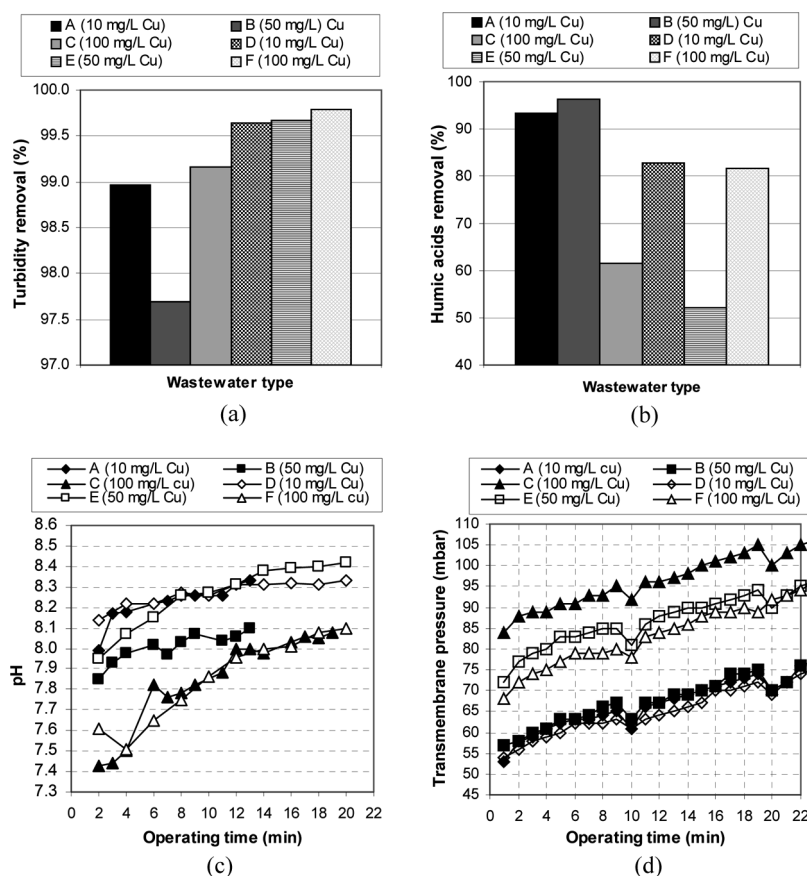 A (10 mg/L Cu) B (50 mg/L) Cu)
C (100 mg/L Cu) D (10 mg/L Cu)
E (50 mg/L Cu) F (100 mg/L Cu)
100.0
99.5
99.0
98.5
98.0
97.5
97.0
Turbidity removal (%)
Wastewater type
(a)
A (10 mg/L Cu) B (50 mg/L) Cu)
C (100 mg/L Cu) D (10 mg/L Cu)
E (50 mg/L Cu) F (100 mg/L Cu)
100
90
80
70
60
50
40
Humic acids removal (%)
Wastewater type
(b)
A (10 mg/L Cu) B (50 mg/L Cu)
C (100 mg/L cu) D (10 mg/L Cu)
E (50 mg/L Cu) F (100 mg/L cu)
8.6
8.5
8.4
8.3
8.2
8.1
8.0
7.9
7.8
7.7
7.6
7.5
7.4
7.3
pH
0 2 4 6 8 10 12 14 16 18 20 22
Operating time (min)
(c)
A (10 mg/L cu) B (50 mg/L Cu)
C (100 mg/L Cu) D (10 mg/L Cu)
E (50 mg/L Cu) F (100 mg/L Cu)
110
105
100
95
90
85
80
75
70
65
60
55
50
45
Transmembrane pressure (mbar)
0 2 4 6 8 10 12 14 16 18 20 22
Operating time (min)
(d)